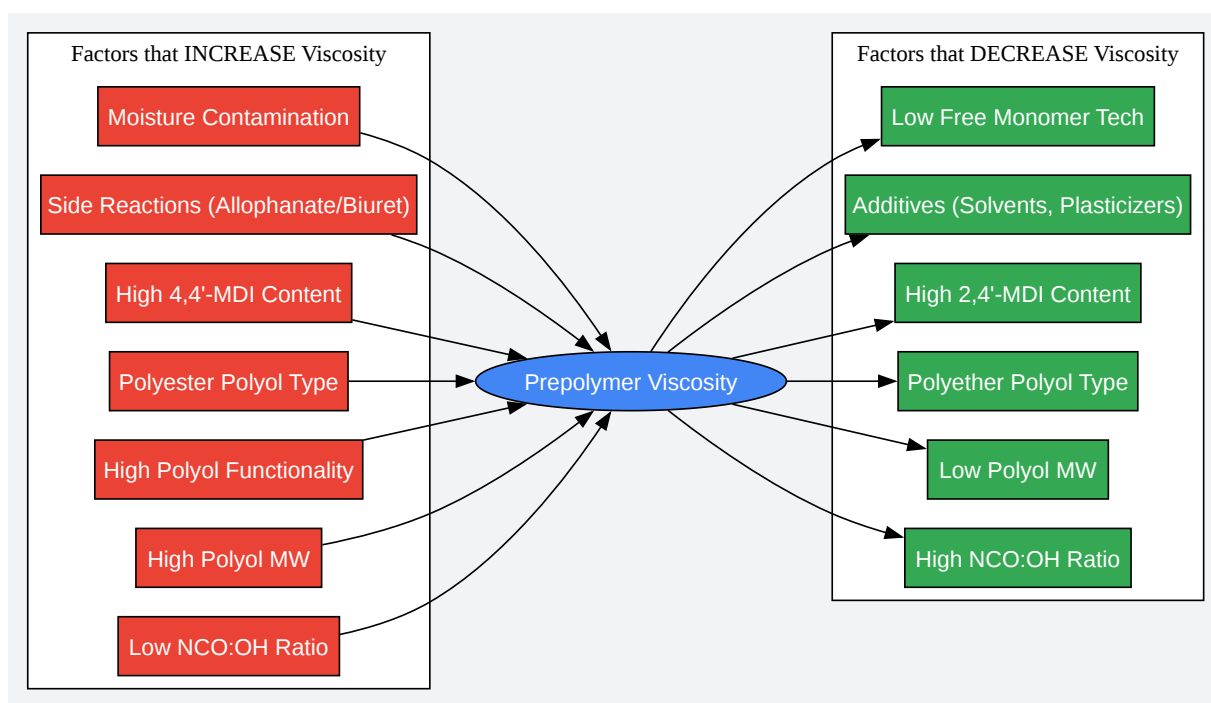 Factors that INCREASE Viscosity
Moisture Contamination
Side Reactions (Allophanate/Biuret)
High 4,4'-MDI Content
Polyester Polyol Type
High Polyol Functionality
High Polyol MW
Low NCO:OH Ratio
Prepolymer Viscosity
Factors that DECREASE Viscosity
Low Free Monomer Tech
Additives (Solvents, Plasticizers)
High 2,4'-MDI Content
Polyether Polyol Type
Low Polyol MW
High NCO:OH Ratio